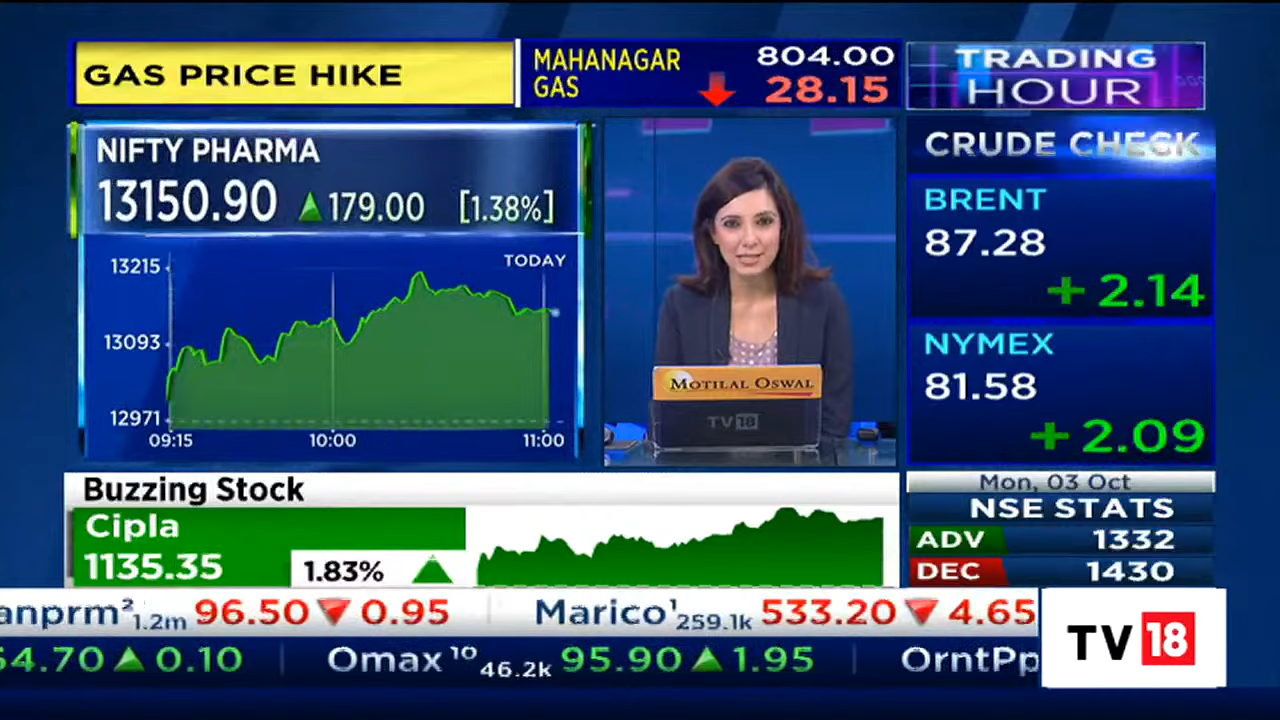 GAS PRICE HIKE
MAHANAGAR
GAS
804.00
28.15
TRADING
HOUR
NIFTY PHARMA
13150.90 ▲ 179.00 [1.38%]
TODAY
13215
13093
12971
09:15 10:00 11:00
MOTILAL OSWAL
TV18
CRUDE CHECK
BRENT
87.28
+ 2.14
NYMEX
81.58
+ 2.09
Mon, 03 Oct
NSE STATS
ADV 1332
DEC 1430
Buzzing Stock
Cipla
1135.35
1.83% ▲
anprm² 1.2m 96.50 ▼ 0.95 Marico¹ 259.1k 533.20 ▼ 4.65
54.70 ▲ 0.10 Omax¹⁰ 46.2k 95.90 ▲ 1.95 OrntPp
TV18